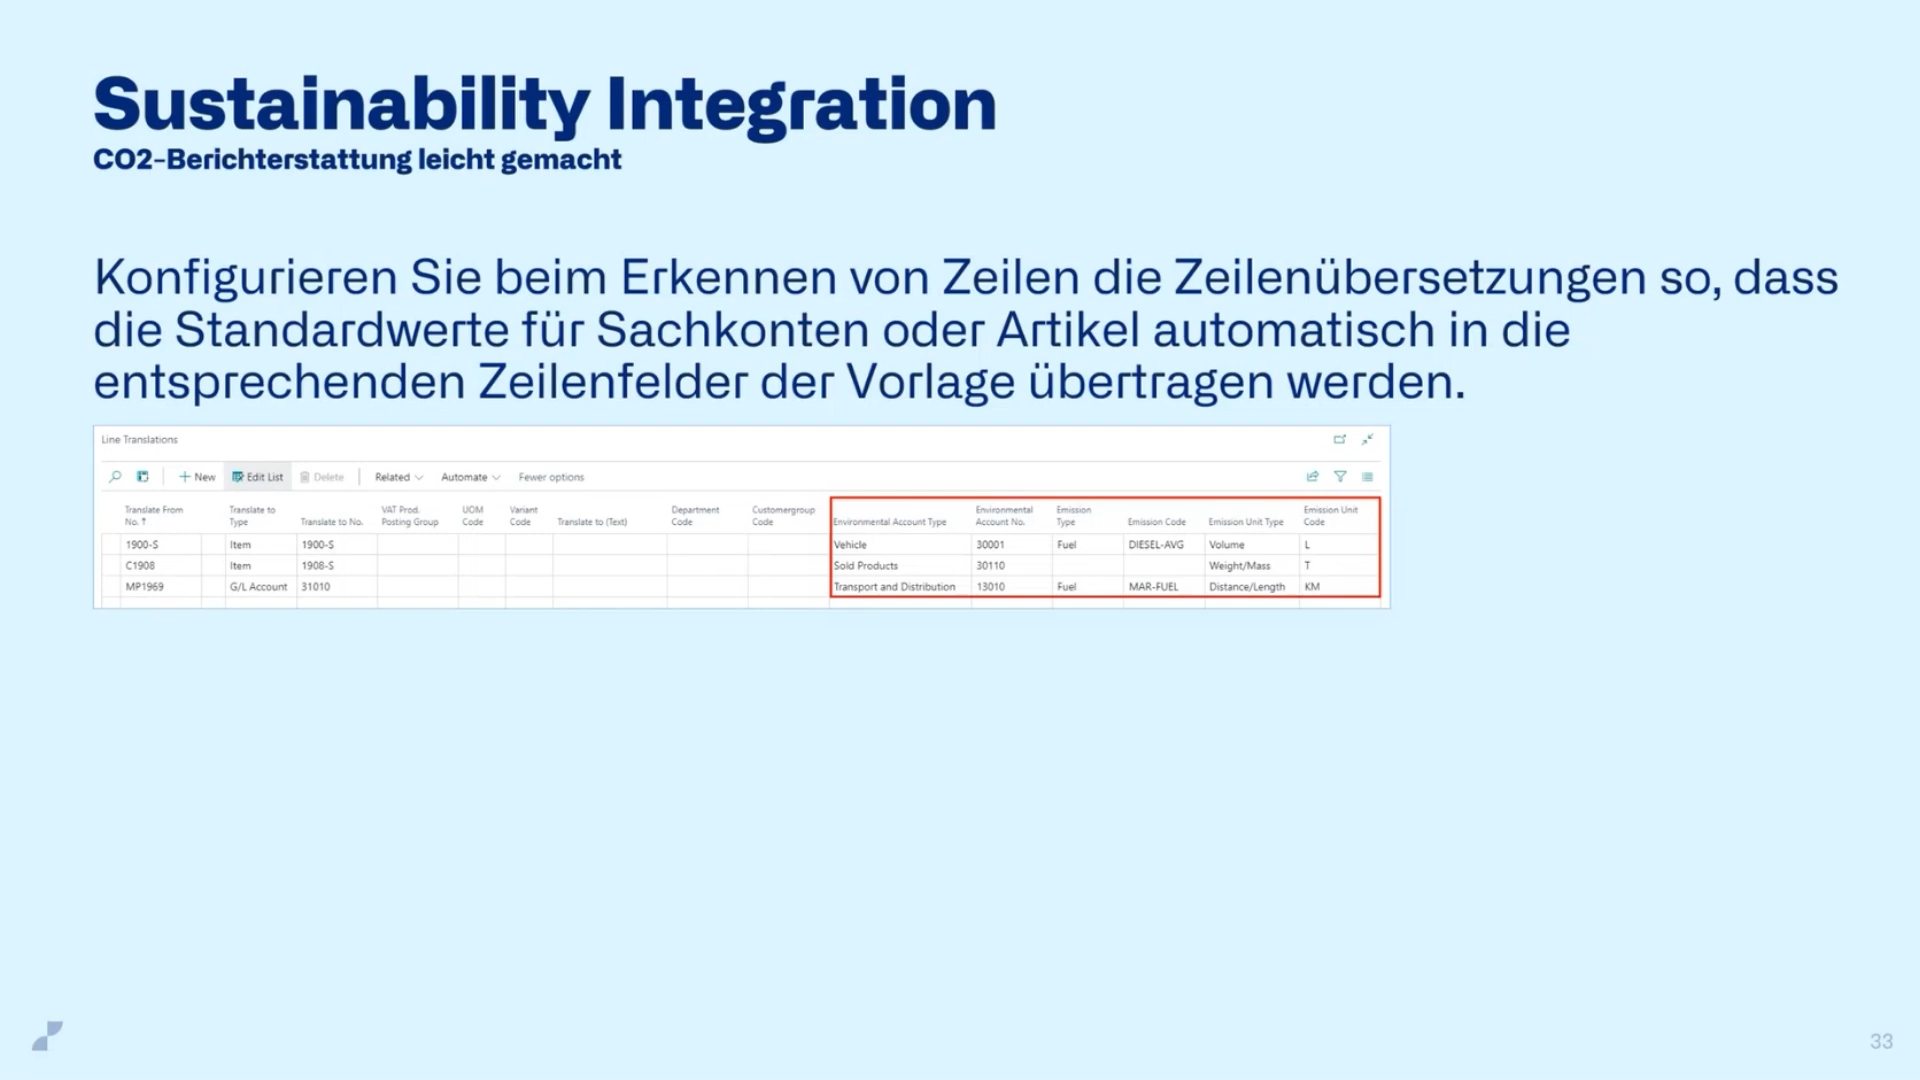 Sustainability Integration
CO2-Berichterstattung leicht gemacht
Konfigurieren Sie beim Erkennen von Zeilen die Zeilenübersetzungen so, dass
die Standardwerte für Sachkonten oder Artikel automatisch in die
entsprechenden Zeilenfelder der Vorlage übertragen werden.
Line Translations
New Edit List Delete Related Automate Fewer options
Translate From No. ↑ Translate to Type Translate to No. VAT Prod. Posting Group UOM Code Variant Code Translate to (Text) Department Code Customergroup Code Environmental Account Type Environmental Account No. Emission Type Emission Code Emission Unit Type Emission Unit Code
1900-S Item 1900-S Vehicle 30001 Fuel DIESEL-AVG Volume L
C1908 Item 1908-S Sold Products 30110 Weight/Mass T
MP1969 G/L Account 31010 Transport and Distribution 13010 Fuel MAR-FUEL Distance/Length KM
33